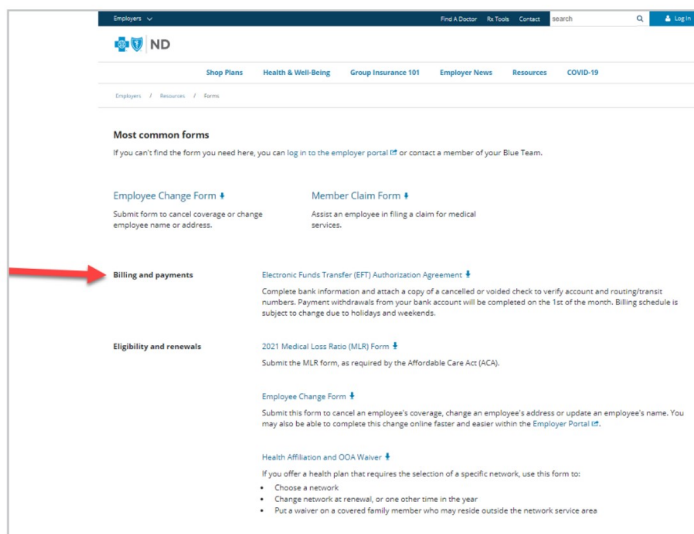 Employers
Find A Doctor Rx Tools Contact search Log In
ND
Shop Plans Health & Well-Being Group Insurance 101 Employer News Resources COVID-19
Employers / Resources / Forms
Most common forms
If you can't find the form you need here, you can log in to the employer portal or contact a member of your Blue Team.
Employee Change Form
Submit form to cancel coverage or change
employee name or address.
Member Claim Form
Assist an employee in filing a claim for medical
services.
Billing and payments
Electronic Funds Transfer (EFT) Authorization Agreement
Complete bank information and attach a copy of a cancelled or voided check to verify account and routing/transit
numbers. Payment withdrawals from your bank account will be completed on the 1st of the month. Billing schedule is
subject to change due to holidays and weekends.
Eligibility and renewals
2021 Medical Loss Ratio (MLR) Form
Submit the MLR form, as required by the Affordable Care Act (ACA).
Employee Change Form
Submit this form to cancel an employee's coverage, change an employee's address or update an employee's name. You
may also be able to complete this change online faster and easier within the Employer Portal.
Health Affiliation and OOA Waiver
If you offer a health plan that requires the selection of a specific network, use this form to:
• Choose a network
• Change network at renewal, or one other time in the year
• Put a waiver on a covered family member who may reside outside the network service area